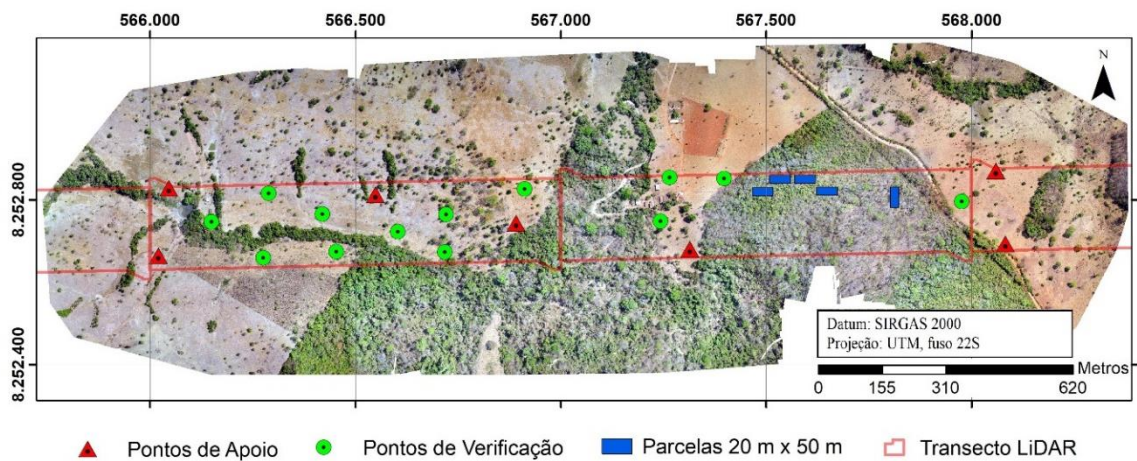 566.000 566.500 567.000 567.500 568.000
N
8.252.800
8.252.400
Datum: SIRGAS 2000
Projeção: UTM, fuso 22S
Metros
0 155 310 620
Pontos de Apoio Pontos de Verificação Parcelas 20 m x 50 m Transecto LiDAR